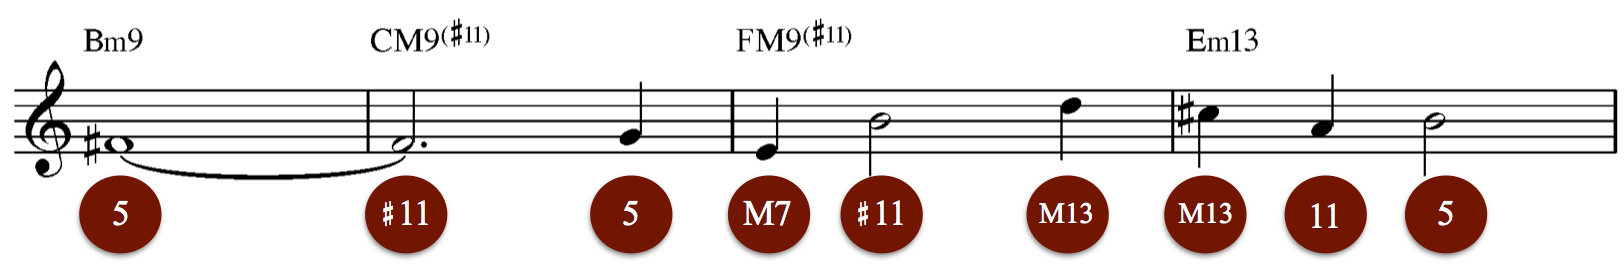 Bm9 CM9(♯11) FM9(♯11) Em13
5 ♯11 5 M7 ♯11 M13 M13 11 5